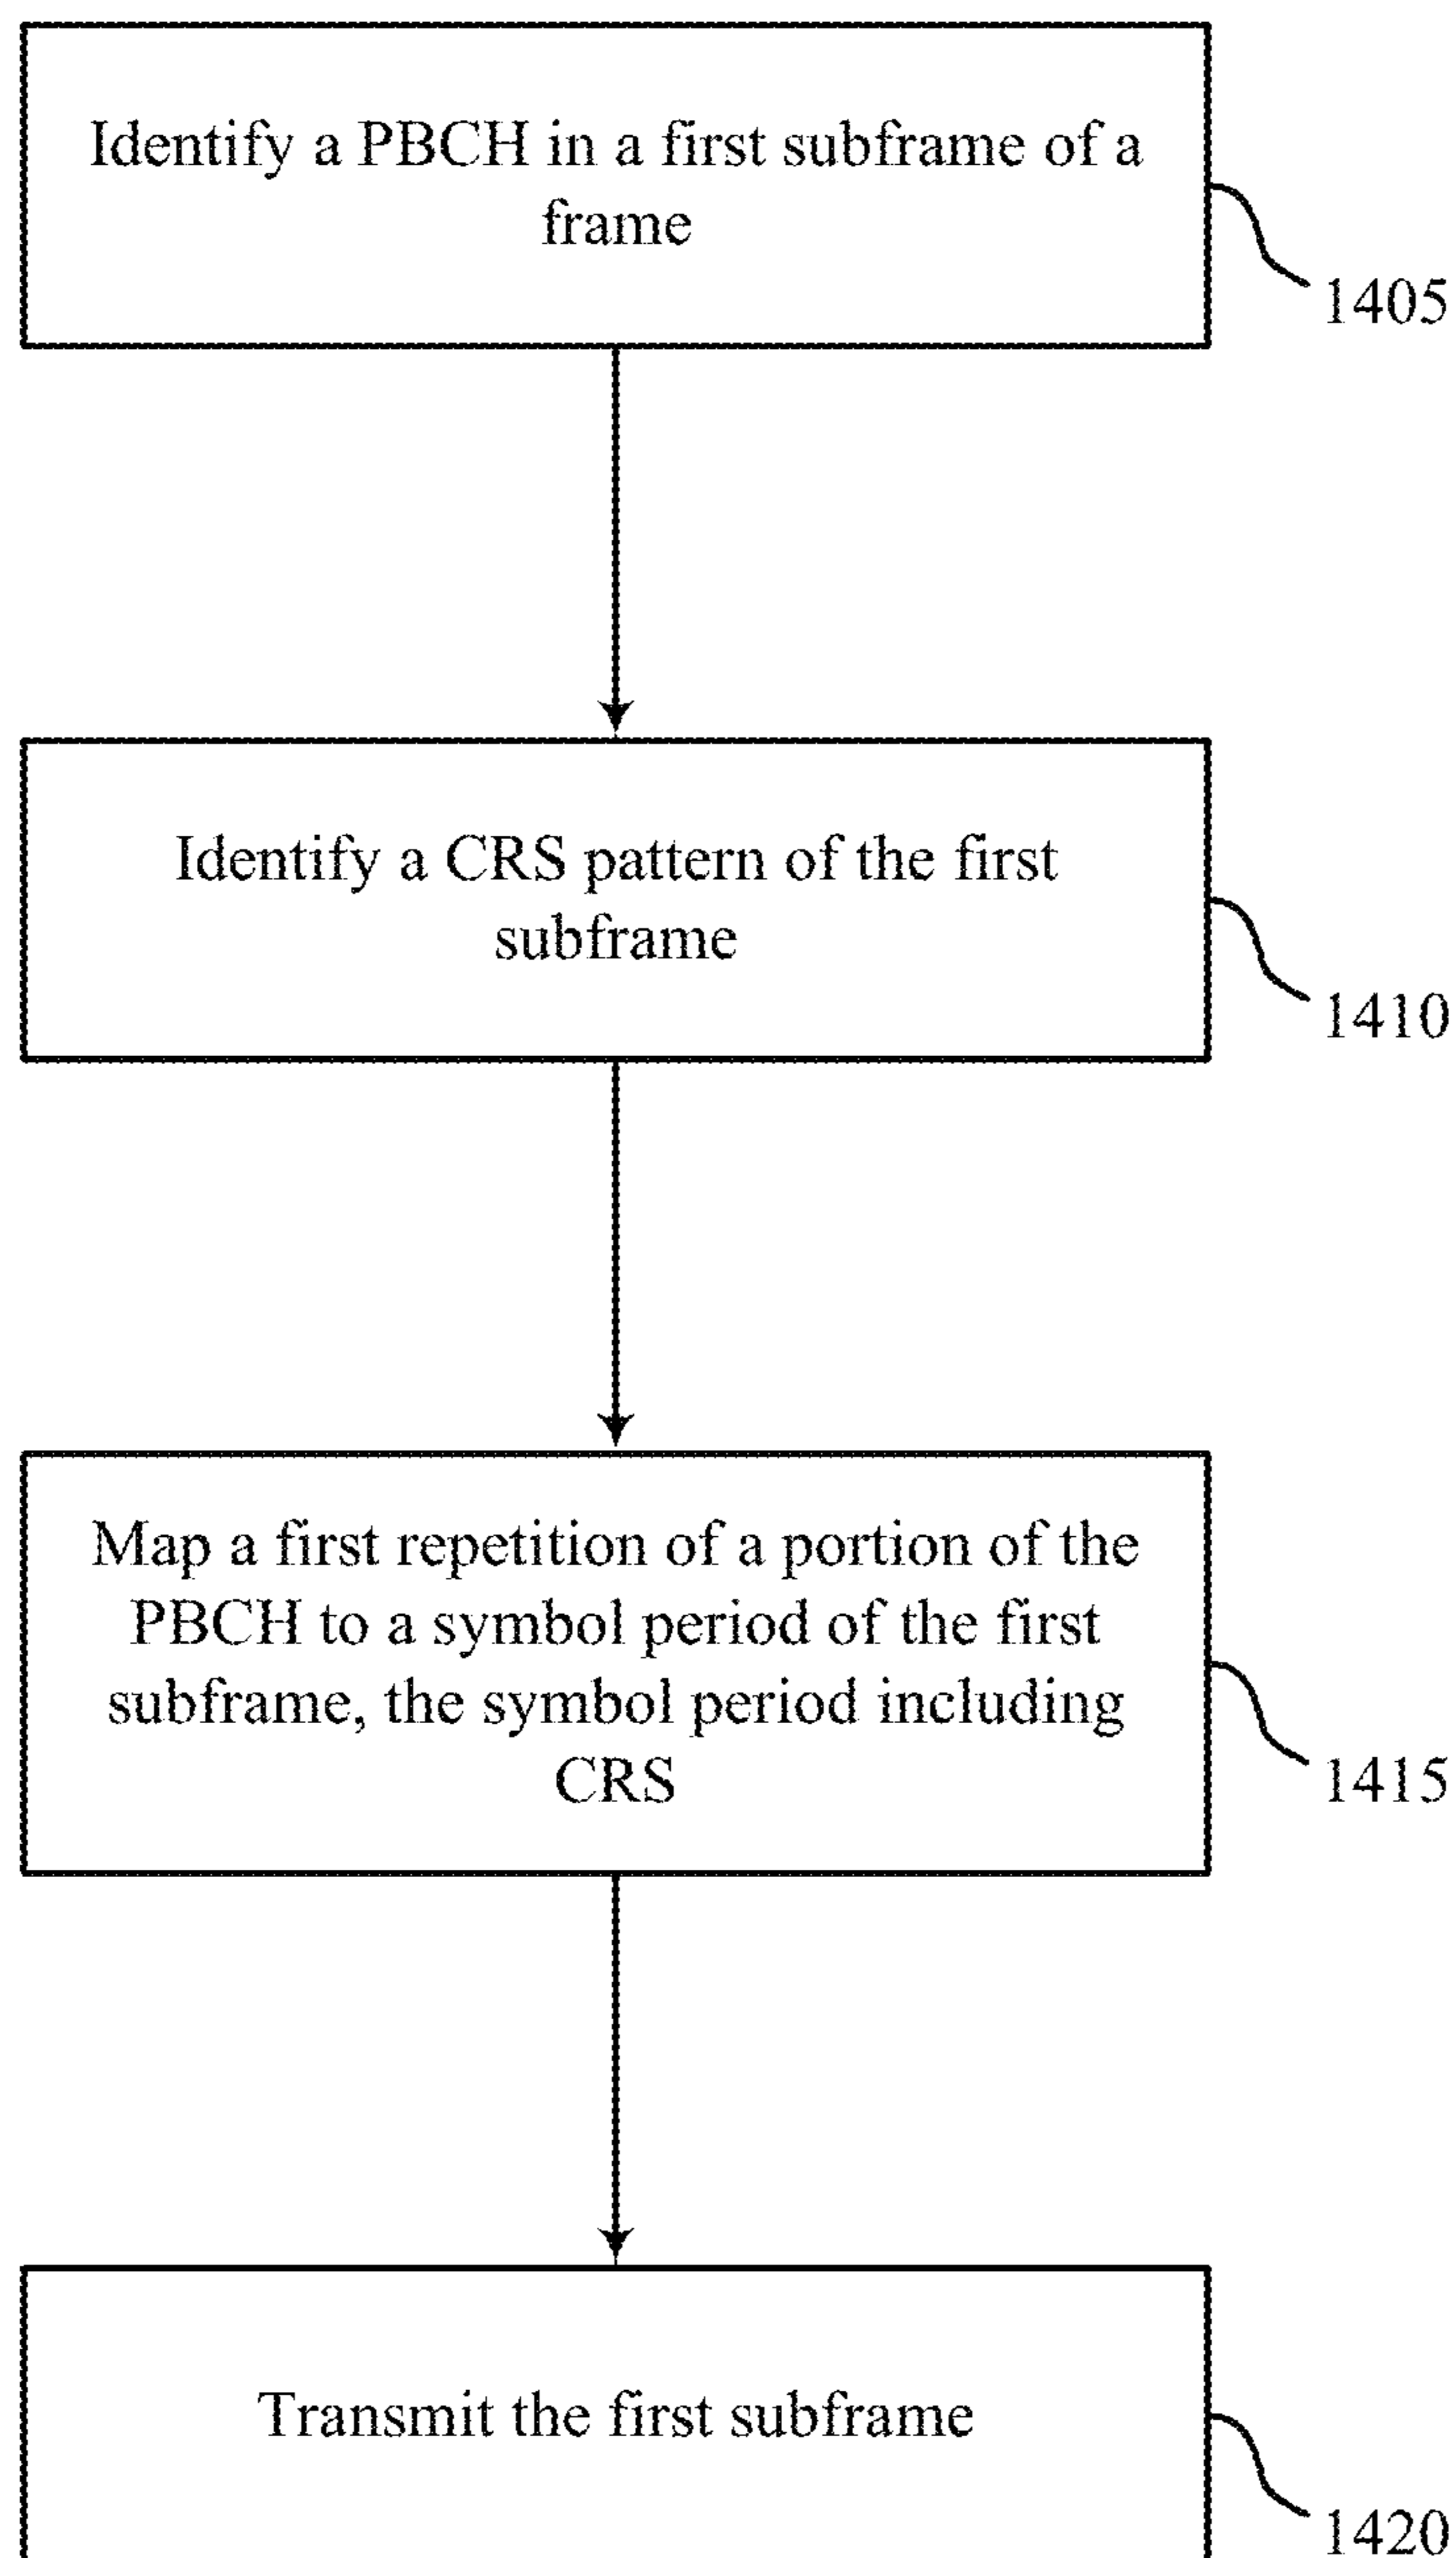 Identify a PBCH in a first subframe of a
frame
1405
Identify a CRS pattern of the first
subframe
1410
Map a first repetition of a portion of the
PBCH to a symbol period of the first
subframe, the symbol period including
CRS
1415
Transmit the first subframe
1420